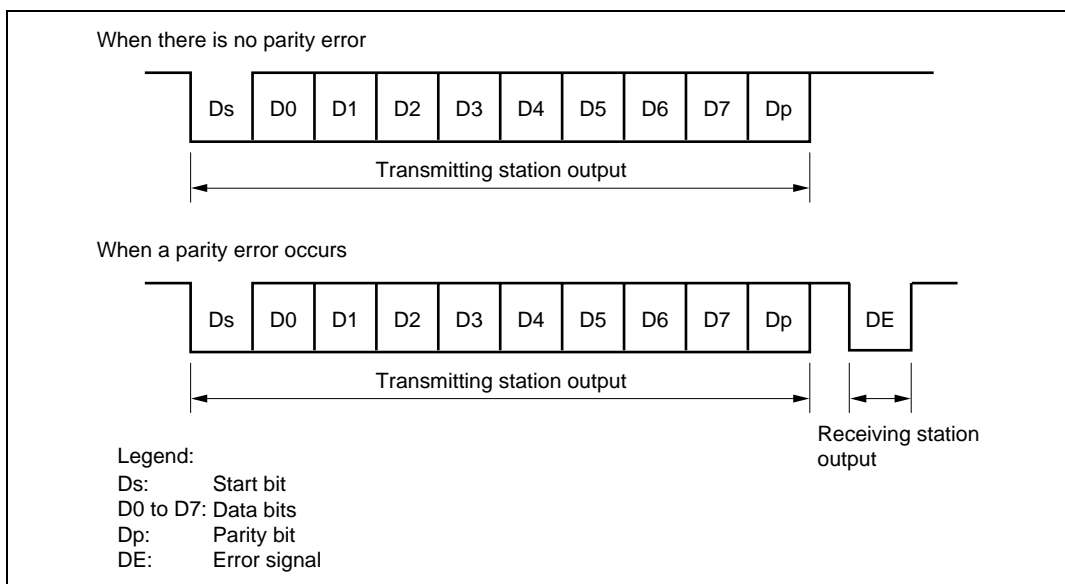 When there is no parity error
Ds D0 D1 D2 D3 D4 D5 D6 D7 Dp
Transmitting station output
When a parity error occurs
Ds D0 D1 D2 D3 D4 D5 D6 D7 Dp DE
Transmitting station output
Receiving station
output
Legend:
Ds: Start bit
D0 to D7: Data bits
Dp: Parity bit
DE: Error signal